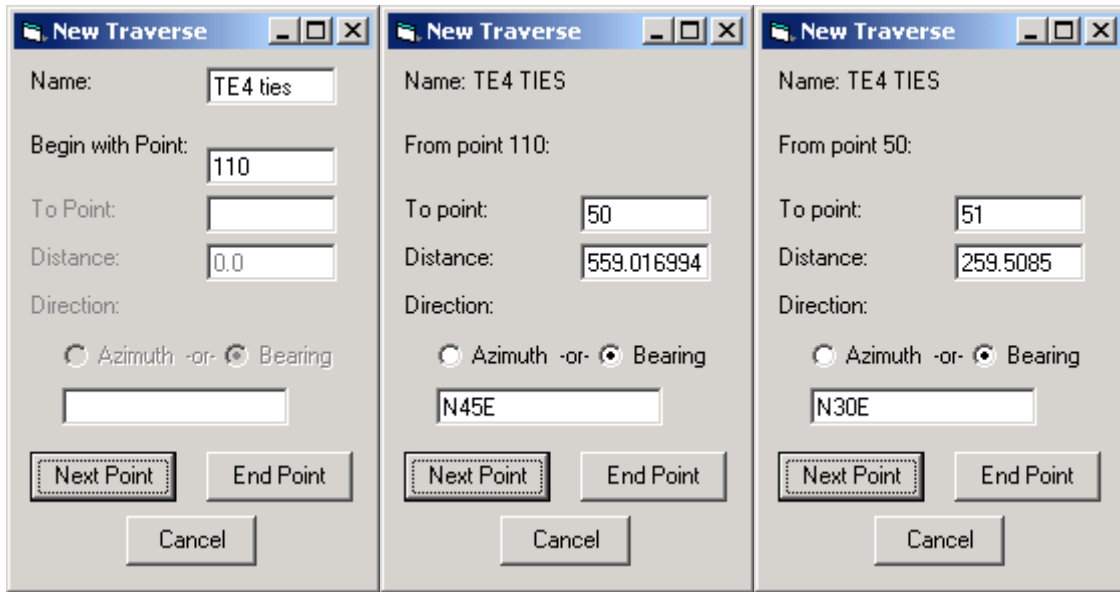 New Traverse
Name: TE4 ties
Begin with Point: 110
To Point:
Distance: 0.0
Direction:
Azimuth -or- Bearing
Next Point End Point
Cancel
New Traverse
Name: TE4 TIES
From point 110:
To point: 50
Distance: 559.016994
Direction:
Azimuth -or- Bearing
N45E
Next Point End Point
Cancel
New Traverse
Name: TE4 TIES
From point 50:
To point: 51
Distance: 259.5085
Direction:
Azimuth -or- Bearing
N30E
Next Point End Point
Cancel